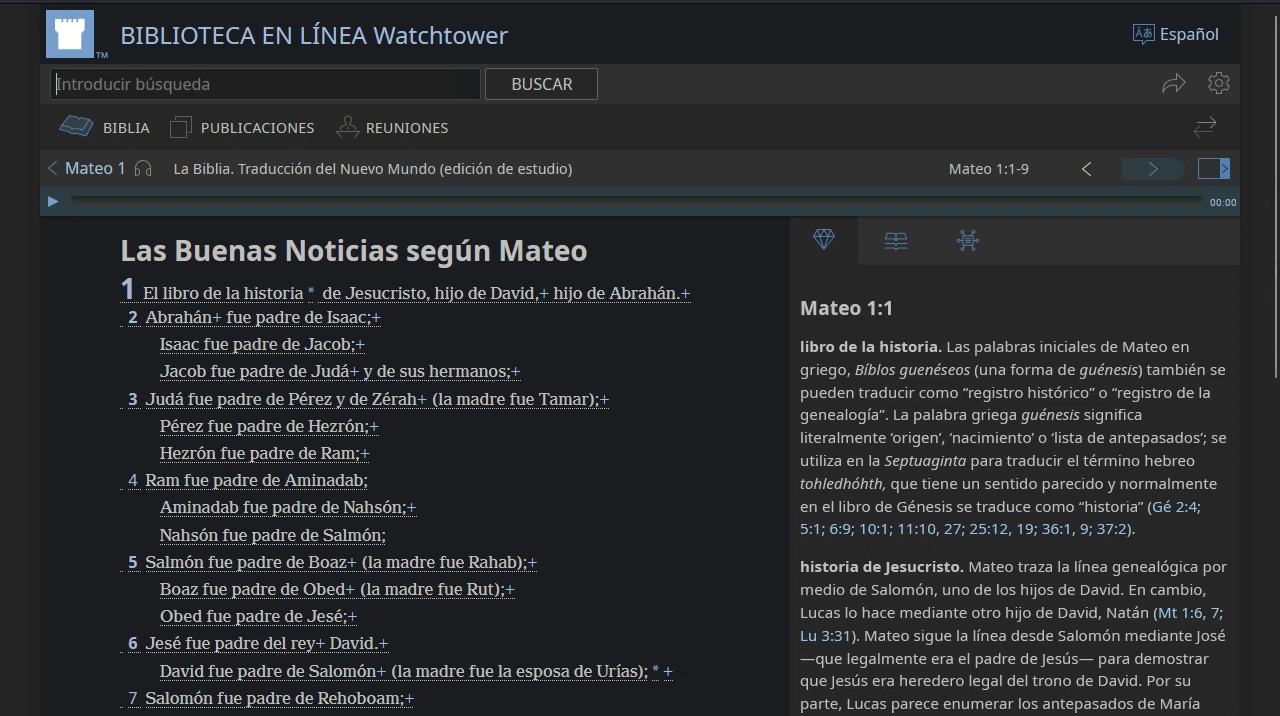 BIBLIOTECA EN LÍNEA Watchtower
TM
Español
Introducir búsqueda
BUSCAR
BIBLIA
PUBLICACIONES
REUNIONES
Mateo 1
La Biblia. Traducción del Nuevo Mundo (edición de estudio)
Mateo 1:1-9
00:00
Las Buenas Noticias según Mateo
1 El libro de la historia * de Jesucristo, hijo de David,+ hijo de Abrahán.+
2 Abrahán+ fue padre de Isaac;+
Isaac fue padre de Jacob;+
Jacob fue padre de Judá+ y de sus hermanos;+
3 Judá fue padre de Pérez y de Zérah+ (la madre fue Tamar);+
Pérez fue padre de Hezrón;+
Hezrón fue padre de Ram;+
4 Ram fue padre de Aminadab;
Aminadab fue padre de Nahsón;+
Nahsón fue padre de Salmón;
5 Salmón fue padre de Boaz+ (la madre fue Rahab);+
Boaz fue padre de Obed+ (la madre fue Rut);+
Obed fue padre de Jesé;+
6 Jesé fue padre del rey+ David.+
David fue padre de Salomón+ (la madre fue la esposa de Urías); * +
7 Salomón fue padre de Rehoboam;+
Mateo 1:1
libro de la historia. Las palabras iniciales de Mateo en
griego, Bíblos guenéseos (una forma de guénesis) también se
pueden traducir como “registro histórico” o “registro de la
genealogía”. La palabra griega guénesis significa
literalmente ‘origen’, ‘nacimiento’ o ‘lista de antepasados’; se
utiliza en la Septuaginta para traducir el término hebreo
tohledhóhth, que tiene un sentido parecido y normalmente
en el libro de Génesis se traduce como “historia” (Gé 2:4;
5:1; 6:9; 10:1; 11:10, 27; 25:12, 19; 36:1, 9; 37:2).
historia de Jesucristo. Mateo traza la línea genealógica por
medio de Salomón, uno de los hijos de David. En cambio,
Lucas lo hace mediante otro hijo de David, Natán (Mt 1:6, 7;
Lu 3:31). Mateo sigue la línea desde Salomón mediante José
—que legalmente era el padre de Jesús— para demostrar
que Jesús era heredero legal del trono de David. Por su
parte, Lucas parece enumerar los antepasados de María